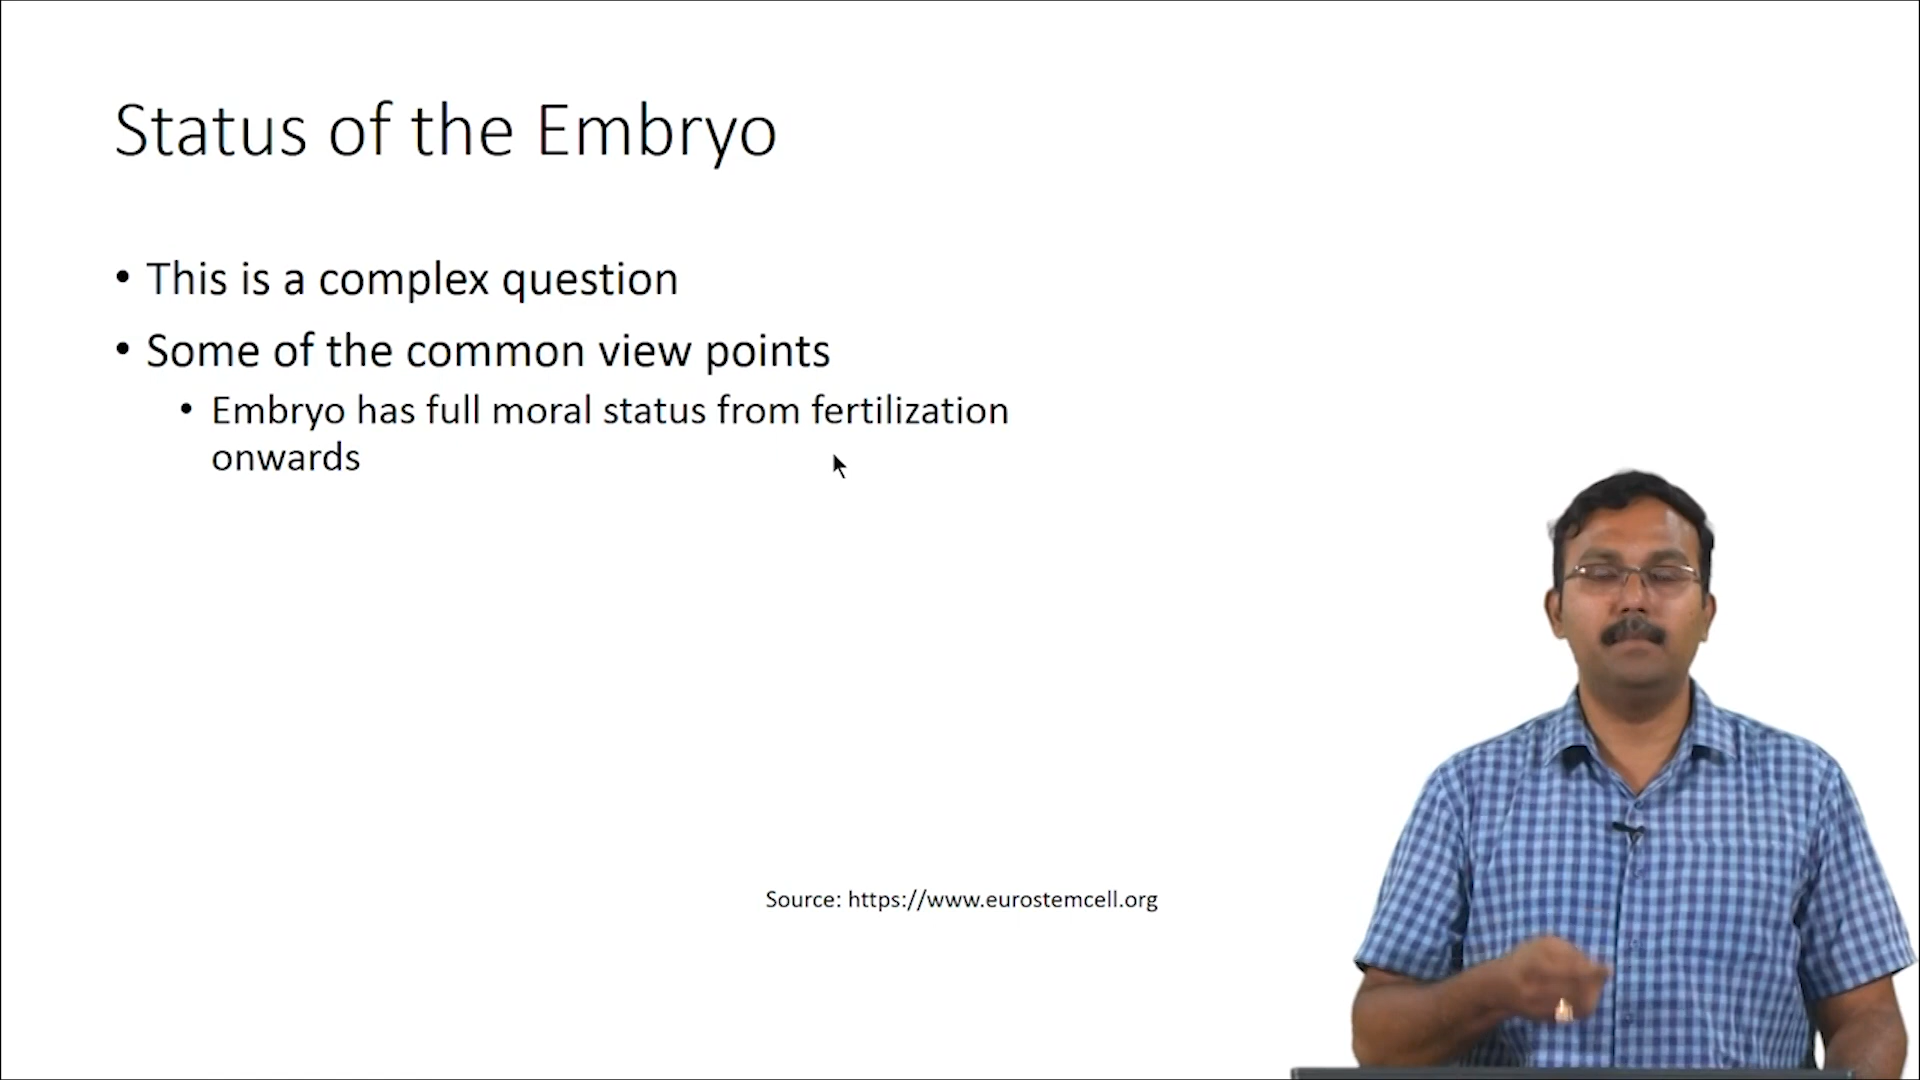 Status of the Embryo
• This is a complex question
• Some of the common view points
• Embryo has full moral status from fertilization
onwards
Source: https://www.eurostemcell.org